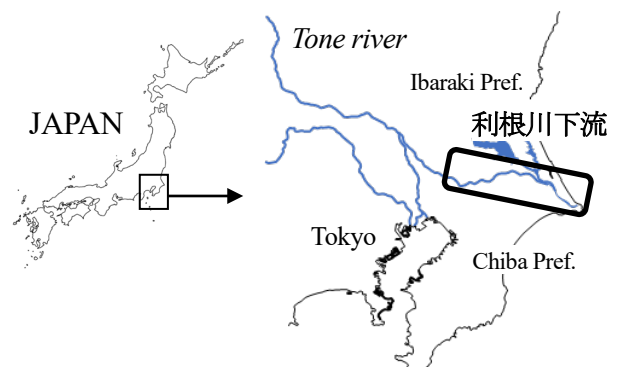 Tone river
Ibaraki Pref.
JAPAN
利根川下流
Tokyo
Chiba Pref.